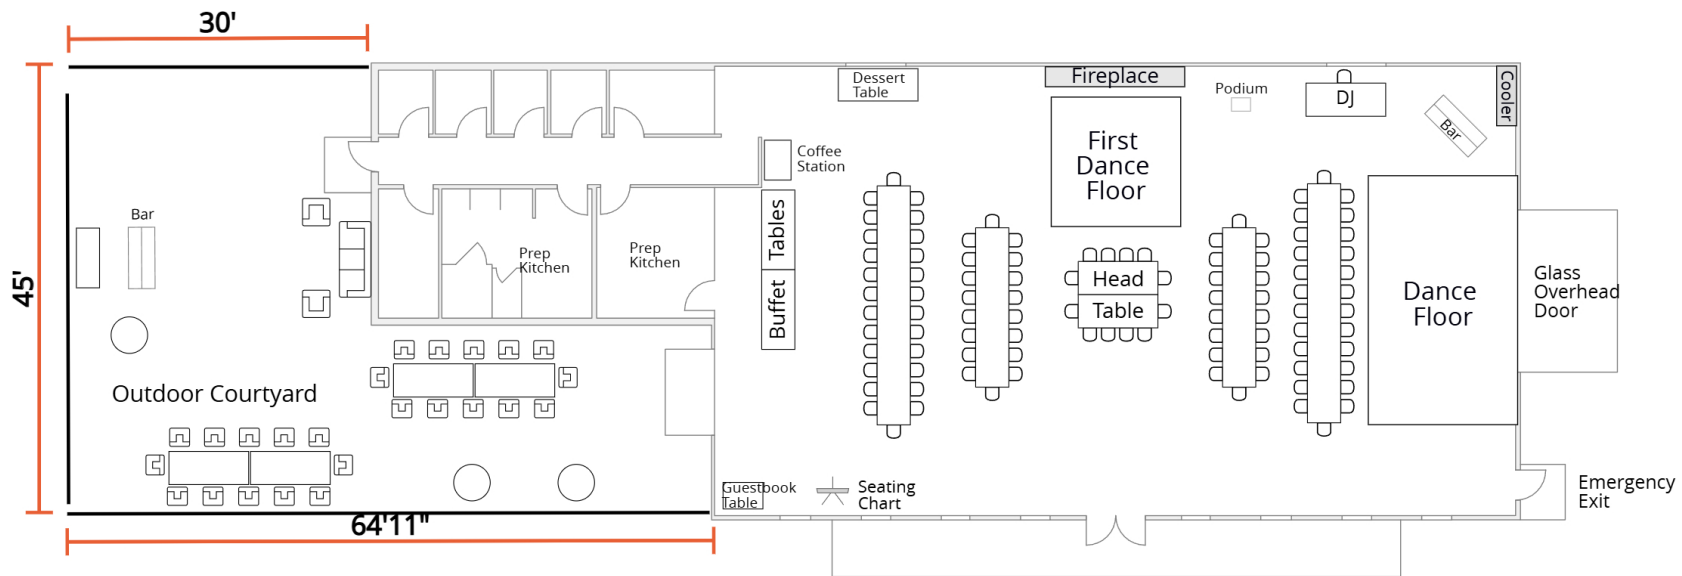 30'
Dessert
Table
Fireplace
Podium
DJ
Cooler
Bar
First
Dance
Floor
Coffee
Station
Bar
Buffet Tables
Prep
Kitchen
Prep
Kitchen
45'
Head
Table
Dance
Floor
Glass
Overhead
Door
Outdoor Courtyard
Guestbook
Table
Seating
Chart
Emergency
Exit
64'11"